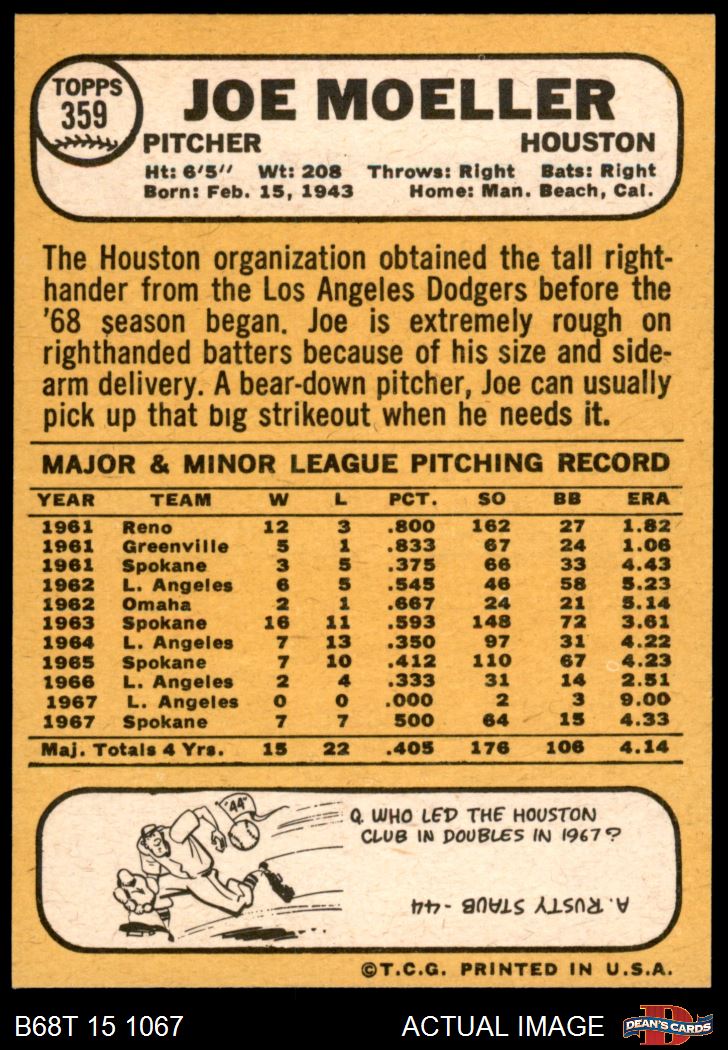 TOPPS
359
JOE MOELLER
PITCHER HOUSTON
Ht: 6'5" Wt: 208 Throws: Right Bats: Right
Born: Feb. 15, 1943 Home: Man. Beach, Cal.
The Houston organization obtained the tall right-
hander from the Los Angeles Dodgers before the
'68 season began. Joe is extremely rough on
righthanded batters because of his size and side-
arm delivery. A bear-down pitcher, Joe can usually
pick up that big strikeout when he needs it.
MAJOR & MINOR LEAGUE PITCHING RECORD
YEAR TEAM W L PCT. SO BB ERA
1961 Reno 12 3 .800 162 27 1.82
1961 Greenville 5 1 .833 67 24 1.06
1961 Spokane 3 5 .375 66 33 4.43
1962 L. Angeles 6 5 .545 46 58 5.23
1962 Omaha 2 1 .667 24 21 5.14
1963 Spokane 16 11 .593 148 72 3.61
1964 L. Angeles 7 13 .350 97 31 4.22
1965 Spokane 7 10 .412 110 67 4.23
1966 L. Angeles 2 4 .333 31 14 2.51
1967 L. Angeles 0 0 .000 2 3 9.00
1967 Spokane 7 7 500 64 15 4.33
Maj. Totals 4 Yrs. 15 22 .405 176 106 4.14
"44"
Q. WHO LED THE HOUSTON
CLUB IN DOUBLES IN 1967?
A. RUSTY STAUB - 44
©T.C.G. PRINTED IN U.S.A.
B68T 15 1067 ACTUAL IMAGE
D
DEAN'S CARDS